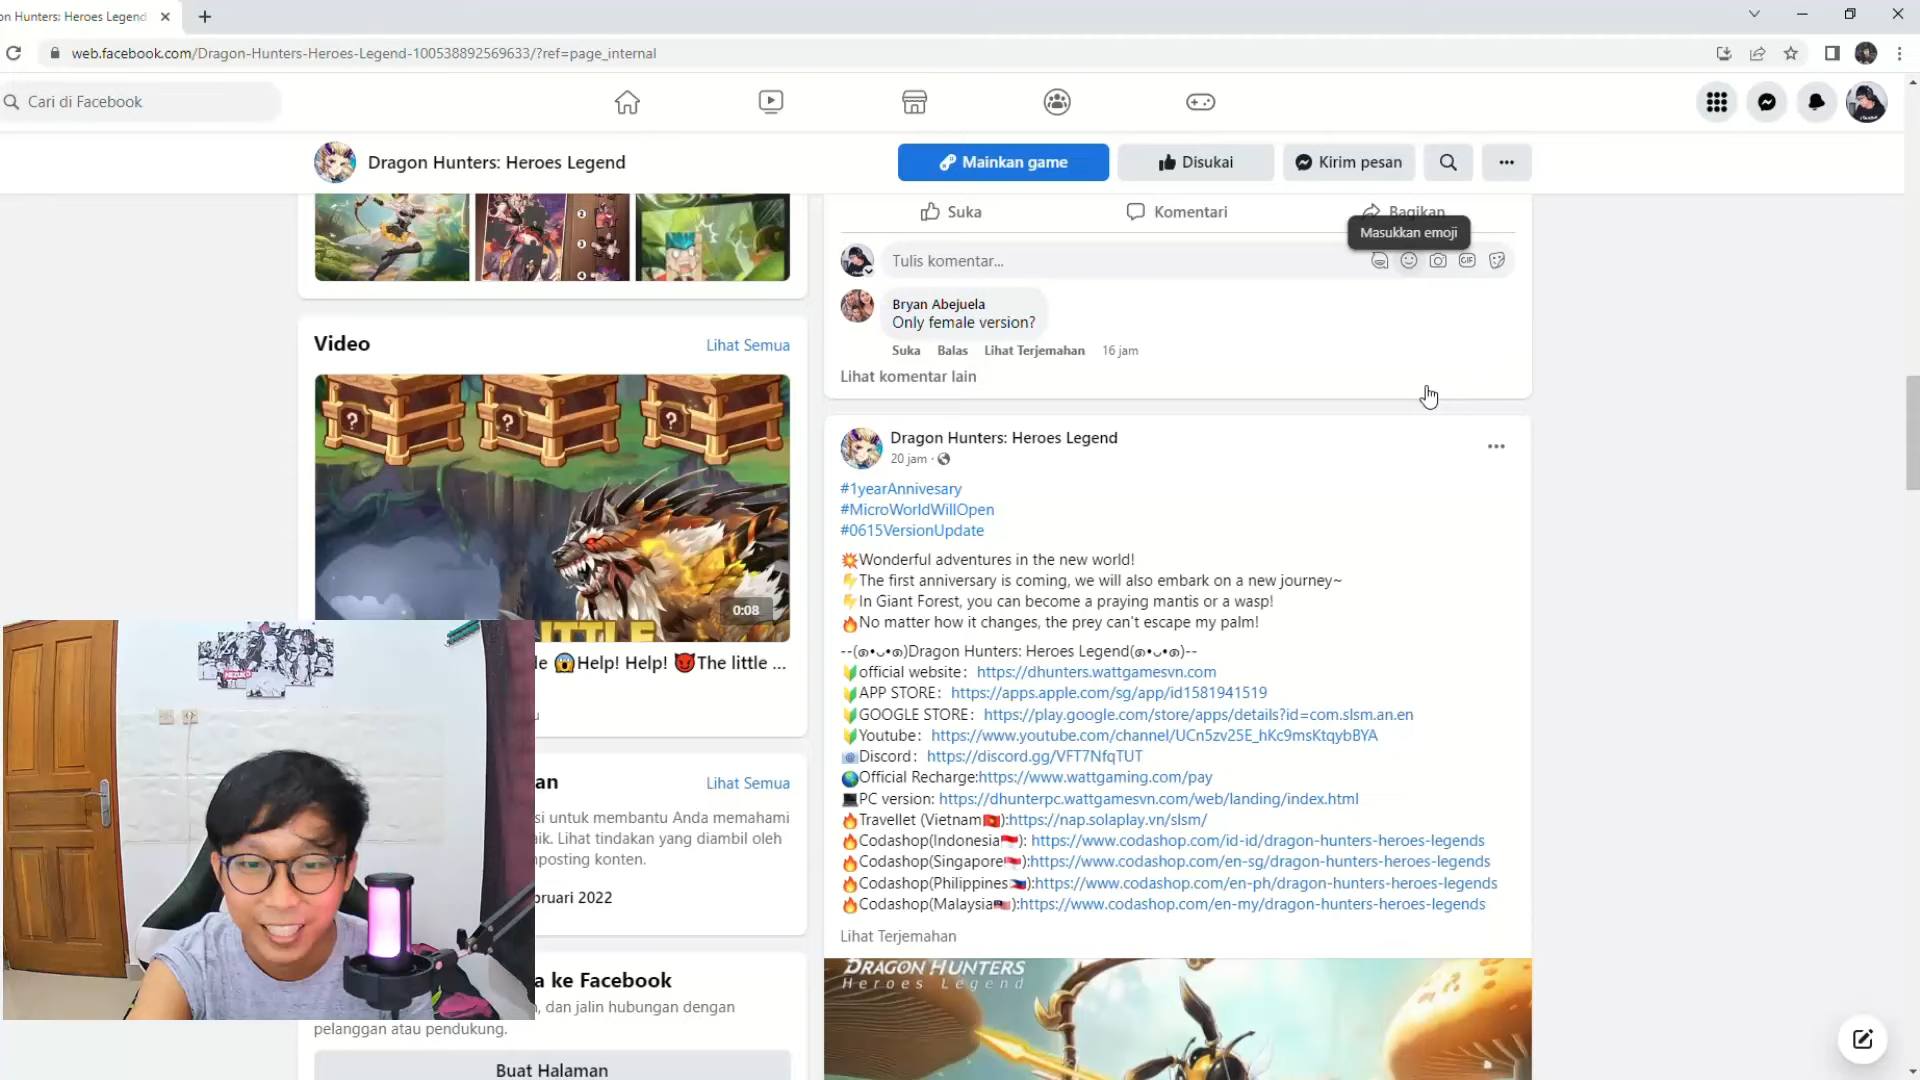 on Hunters: Heroes Legend
web.facebook.com/Dragon-Hunters-Heroes-Legend-100538892569633/?ref=page_internal
Cari di Facebook
Dragon Hunters: Heroes Legend
Mainkan game
Disukai
Kirim pesan
Suka
Komentari
Bagikan
Masukkan emoji
Tulis komentar...
GIF
Bryan Abejuela
Only female version?
Suka Balas Lihat Terjemahan 16 jam
Lihat komentar lain
Video
Lihat Semua
0:08
LITTLE
le 😱Help! Help! 😈The little ...
u
an
Lihat Semua
si untuk membantu Anda memahami
aik. Lihat tindakan yang diambil oleh
nposting konten.
bruari 2022
a ke Facebook
, dan jalin hubungan dengan
pelanggan atau pendukung.
Buat Halaman
NEZUKO
Dragon Hunters: Heroes Legend
20 jam ·
#1yearAnnivesary
#MicroWorldWillOpen
#0615VersionUpdate
💥Wonderful adventures in the new world!
⚡The first anniversary is coming, we will also embark on a new journey~
⚡In Giant Forest, you can become a praying mantis or a wasp!
🔥No matter how it changes, the prey can't escape my palm!
--(๑•ᴗ•๑)Dragon Hunters: Heroes Legend(๑•ᴗ•๑)--
🔰official website：https://dhunters.wattgamesvn.com
🔰APP STORE：https://apps.apple.com/sg/app/id1581941519
🔰GOOGLE STORE：https://play.google.com/store/apps/details?id=com.slsm.an.en
🔰Youtube：https://www.youtube.com/channel/UCn5zv25E_hKc9msKtqybBYA
📧Discord：https://discord.gg/VFT7NfqTUT
🌏Official Recharge:https://www.wattgaming.com/pay
💻PC version: https://dhunterpc.wattgamesvn.com/web/landing/index.html
🔥Travellet (Vietnam🇻🇳):https://nap.solaplay.vn/slsm/
🔥Codashop(Indonesia🇮🇩): https://www.codashop.com/id-id/dragon-hunters-heroes-legends
🔥Codashop(Singapore🇸🇬):https://www.codashop.com/en-sg/dragon-hunters-heroes-legends
🔥Codashop(Philippines🇵🇭):https://www.codashop.com/en-ph/dragon-hunters-heroes-legends
🔥Codashop(Malaysia🇲🇾):https://www.codashop.com/en-my/dragon-hunters-heroes-legends
Lihat Terjemahan
DRAGON HUNTERS
Heroes Legend